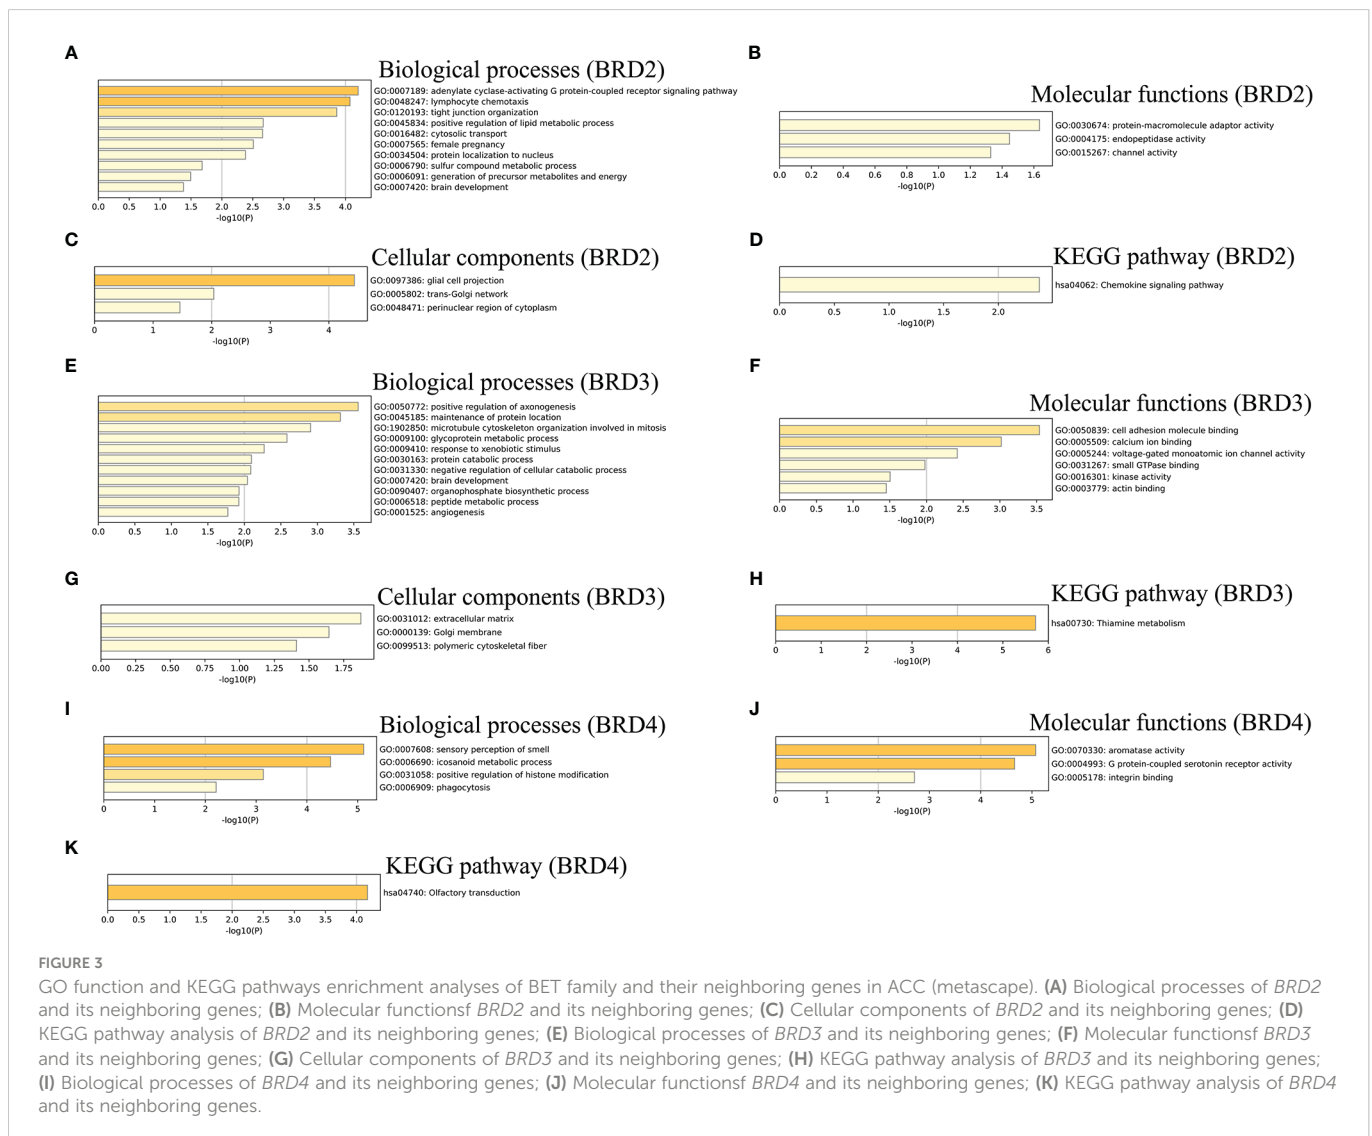 A
Biological processes (BRD2)
GO:0007189: adenylate cyclase-activating G protein-coupled receptor signaling pathway
GO:0048247: lymphocyte chemotaxis
GO:0120193: tight junction organization
GO:0045834: positive regulation of lipid metabolic process
GO:0016482: cytosolic transport
GO:0007565: female pregnancy
GO:0034504: protein localization to nucleus
GO:0006790: sulfur compound metabolic process
GO:0006091: generation of precursor metabolites and energy
GO:0007420: brain development
0.0 0.5 1.0 1.5 2.0 2.5 3.0 3.5 4.0
-log10(P)
B
Molecular functions (BRD2)
GO:0030674: protein-macromolecule adaptor activity
GO:0004175: endopeptidase activity
GO:0015267: channel activity
0.0 0.2 0.4 0.6 0.8 1.0 1.2 1.4 1.6
-log10(P)
C
Cellular components (BRD2)
GO:0097386: glial cell projection
GO:0005802: trans-Golgi network
GO:0048471: perinuclear region of cytoplasm
0 1 2 3 4
-log10(P)
D
KEGG pathway (BRD2)
hsa04062: Chemokine signaling pathway
0.0 0.5 1.0 1.5 2.0
-log10(P)
E
Biological processes (BRD3)
GO:0050772: positive regulation of axonogenesis
GO:0045185: maintenance of protein location
GO:1902850: microtubule cytoskeleton organization involved in mitosis
GO:0009100: glycoprotein metabolic process
GO:0009410: response to xenobiotic stimulus
GO:0030163: protein catabolic process
GO:0031330: negative regulation of cellular catabolic process
GO:0007420: brain development
GO:0090407: organophosphate biosynthetic process
GO:0006518: peptide metabolic process
GO:0001525: angiogenesis
0.0 0.5 1.0 1.5 2.0 2.5 3.0 3.5
-log10(P)
F
Molecular functions (BRD3)
GO:0050839: cell adhesion molecule binding
GO:0005509: calcium ion binding
GO:0005244: voltage-gated monoatomic ion channel activity
GO:0031267: small GTPase binding
GO:0016301: kinase activity
GO:0003779: actin binding
0.0 0.5 1.0 1.5 2.0 2.5 3.0 3.5
-log10(P)
G
Cellular components (BRD3)
GO:0031012: extracellular matrix
GO:0000139: Golgi membrane
GO:0099513: polymeric cytoskeletal fiber
0.00 0.25 0.50 0.75 1.00 1.25 1.50 1.75
-log10(P)
H
KEGG pathway (BRD3)
hsa00730: Thiamine metabolism
0 1 2 3 4 5 6
-log10(P)
I
Biological processes (BRD4)
GO:0007608: sensory perception of smell
GO:0006690: icosanoid metabolic process
GO:0031058: positive regulation of histone modification
GO:0006909: phagocytosis
0 1 2 3 4 5
-log10(P)
J
Molecular functions (BRD4)
GO:0070330: aromatase activity
GO:0004993: G protein-coupled serotonin receptor activity
GO:0005178: integrin binding
0 1 2 3 4 5
-log10(P)
K
KEGG pathway (BRD4)
hsa04740: Olfactory transduction
0.0 0.5 1.0 1.5 2.0 2.5 3.0 3.5 4.0
-log10(P)
FIGURE 3
GO function and KEGG pathways enrichment analyses of BET family and their neighboring genes in ACC (metascape). (A) Biological processes of BRD2
and its neighboring genes; (B) Molecular functionsf BRD2 and its neighboring genes; (C) Cellular components of BRD2 and its neighboring genes; (D)
KEGG pathway analysis of BRD2 and its neighboring genes; (E) Biological processes of BRD3 and its neighboring genes; (F) Molecular functionsf BRD3
and its neighboring genes; (G) Cellular components of BRD3 and its neighboring genes; (H) KEGG pathway analysis of BRD3 and its neighboring genes;
(I) Biological processes of BRD4 and its neighboring genes; (J) Molecular functionsf BRD4 and its neighboring genes; (K) KEGG pathway analysis of BRD4
and its neighboring genes.